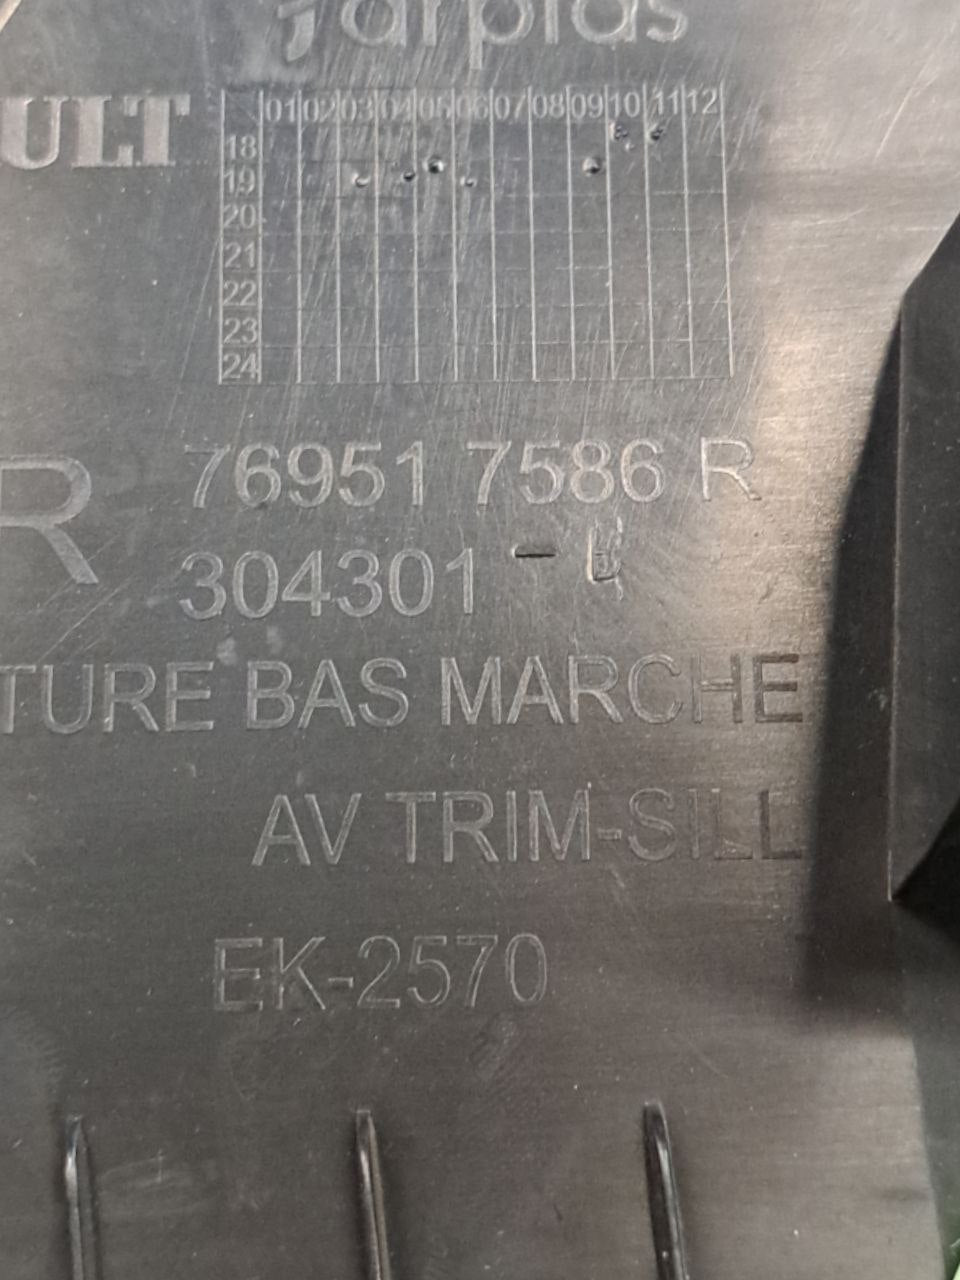 farplas
ULT
01 02 03 04 05 06 07 08 09 10 11 12
18
19
20
21
22
23
24
R
76951 7586 R
304301 -
TURE BAS MARCHE
AV TRIM-SILL
EK-2570